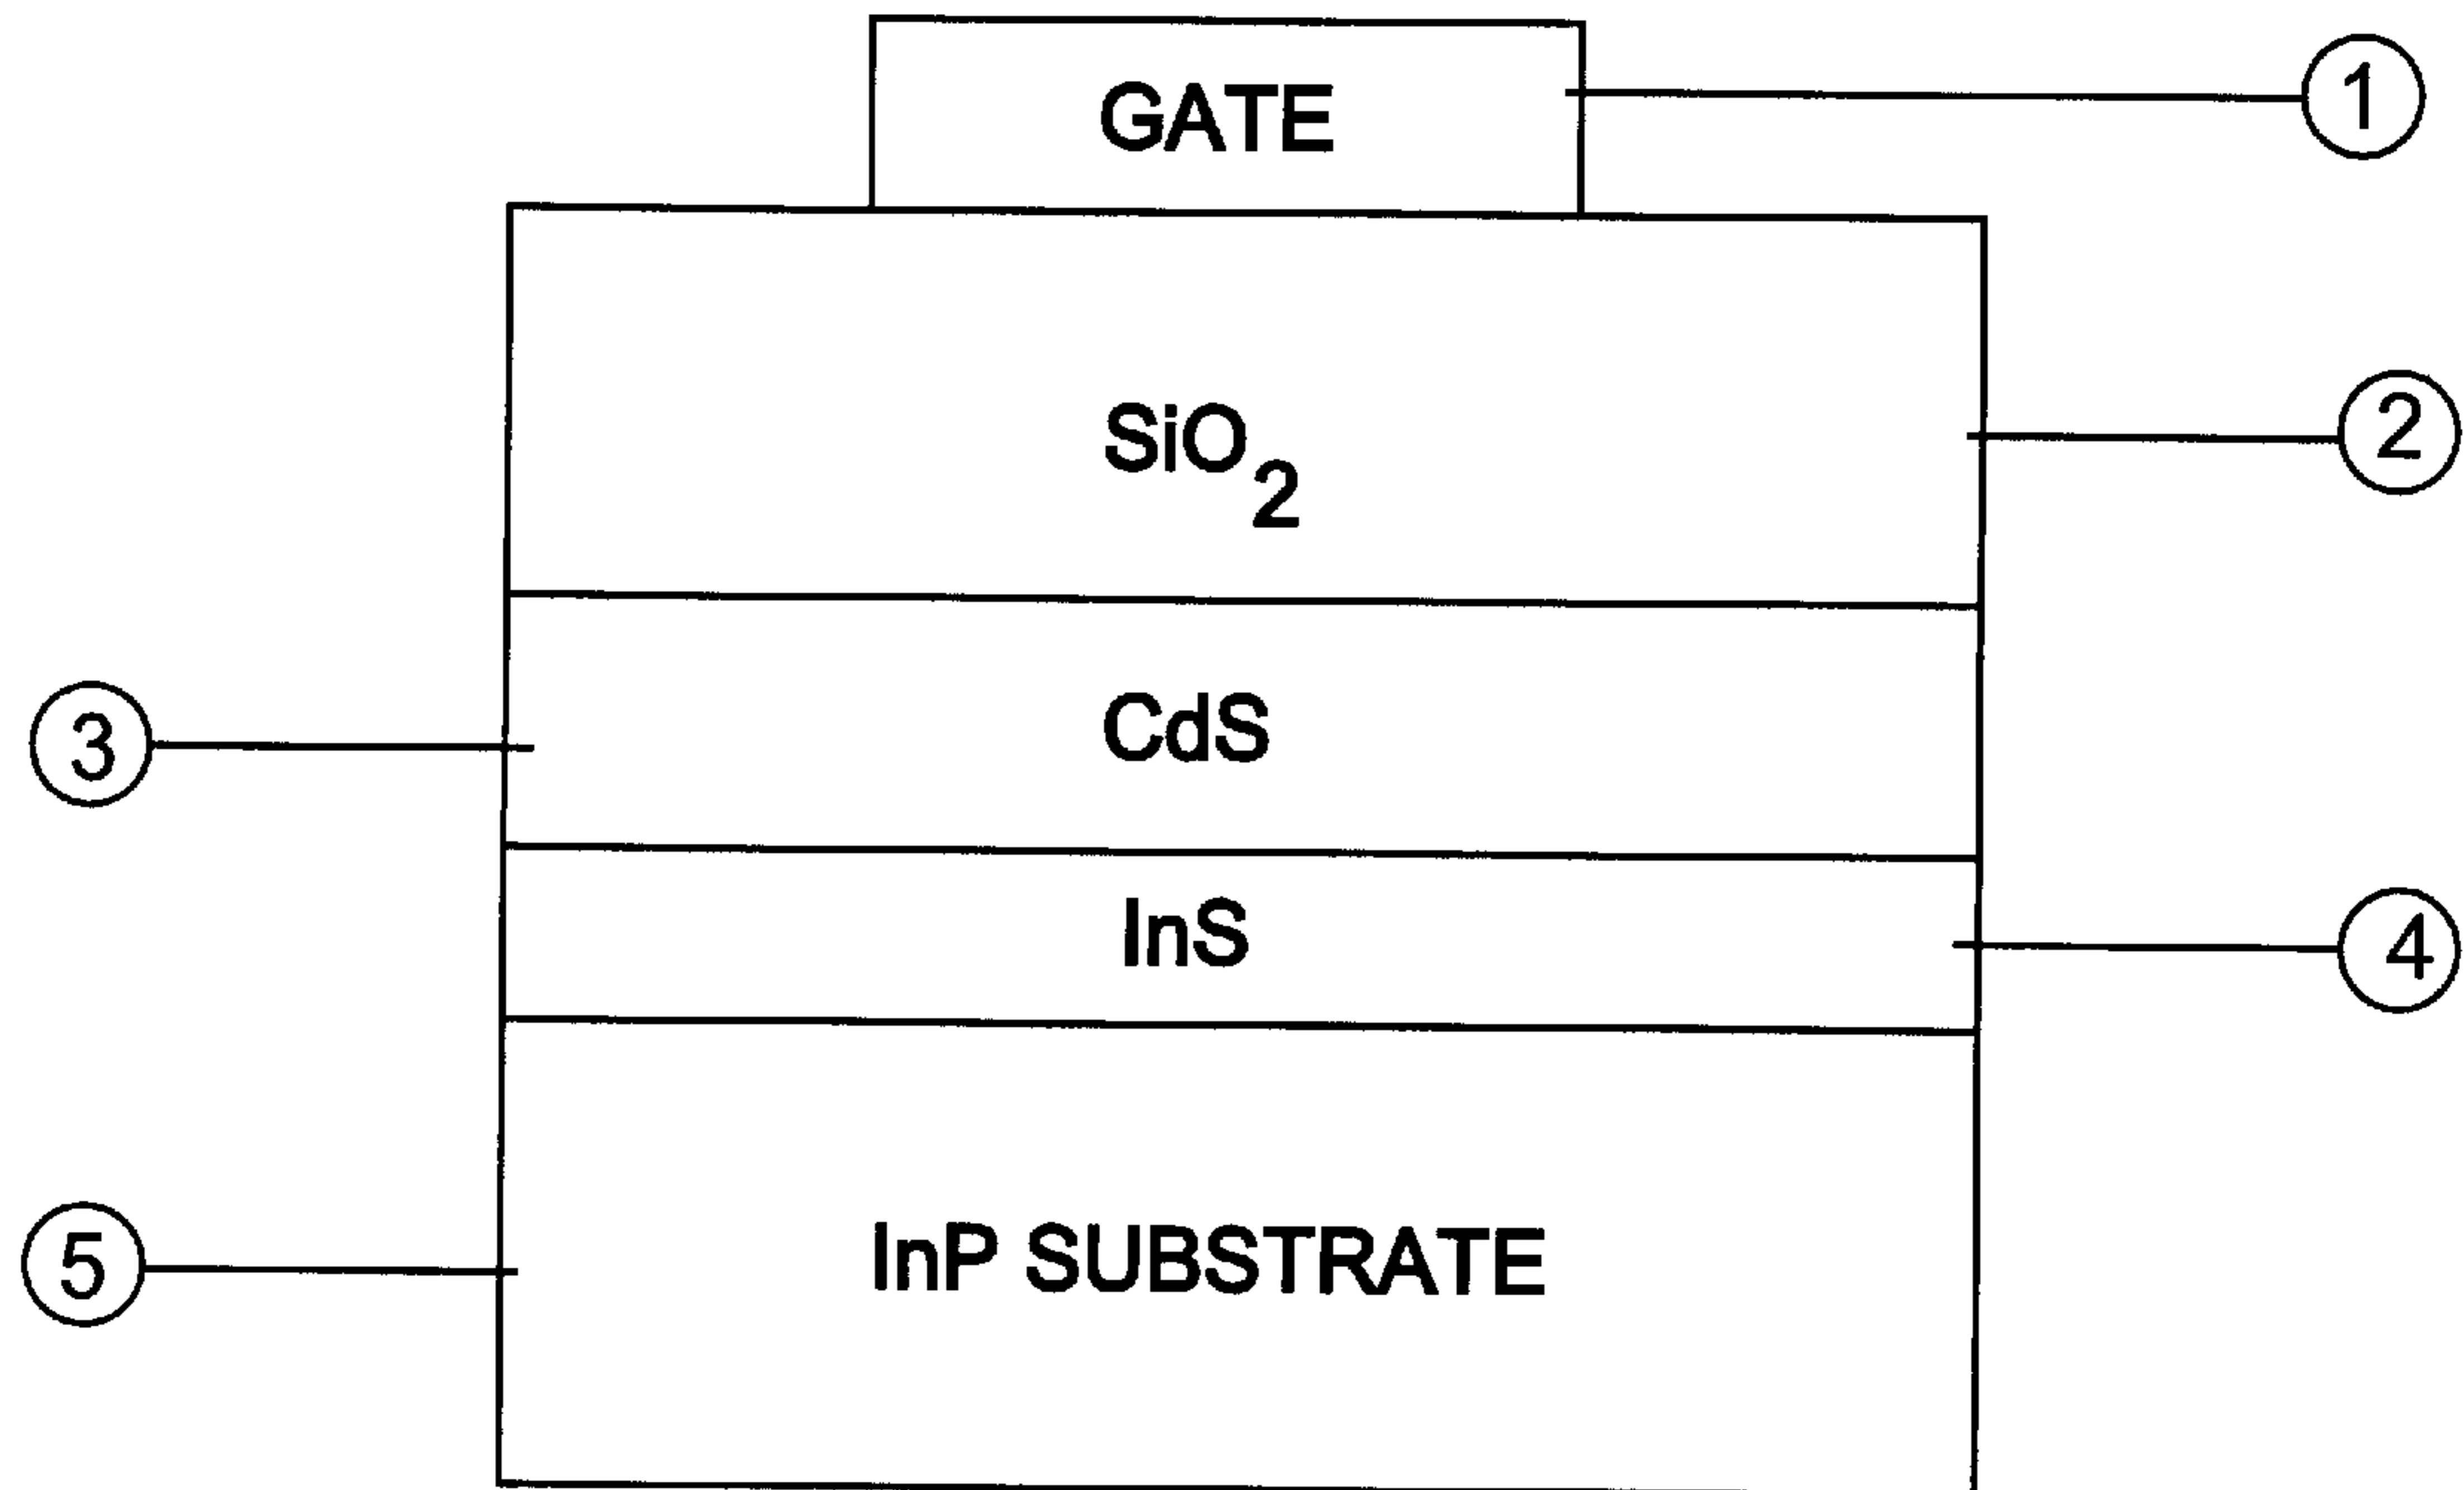 GATE
1
SiO2
2
CdS
3
InS
4
InP SUBSTRATE
5